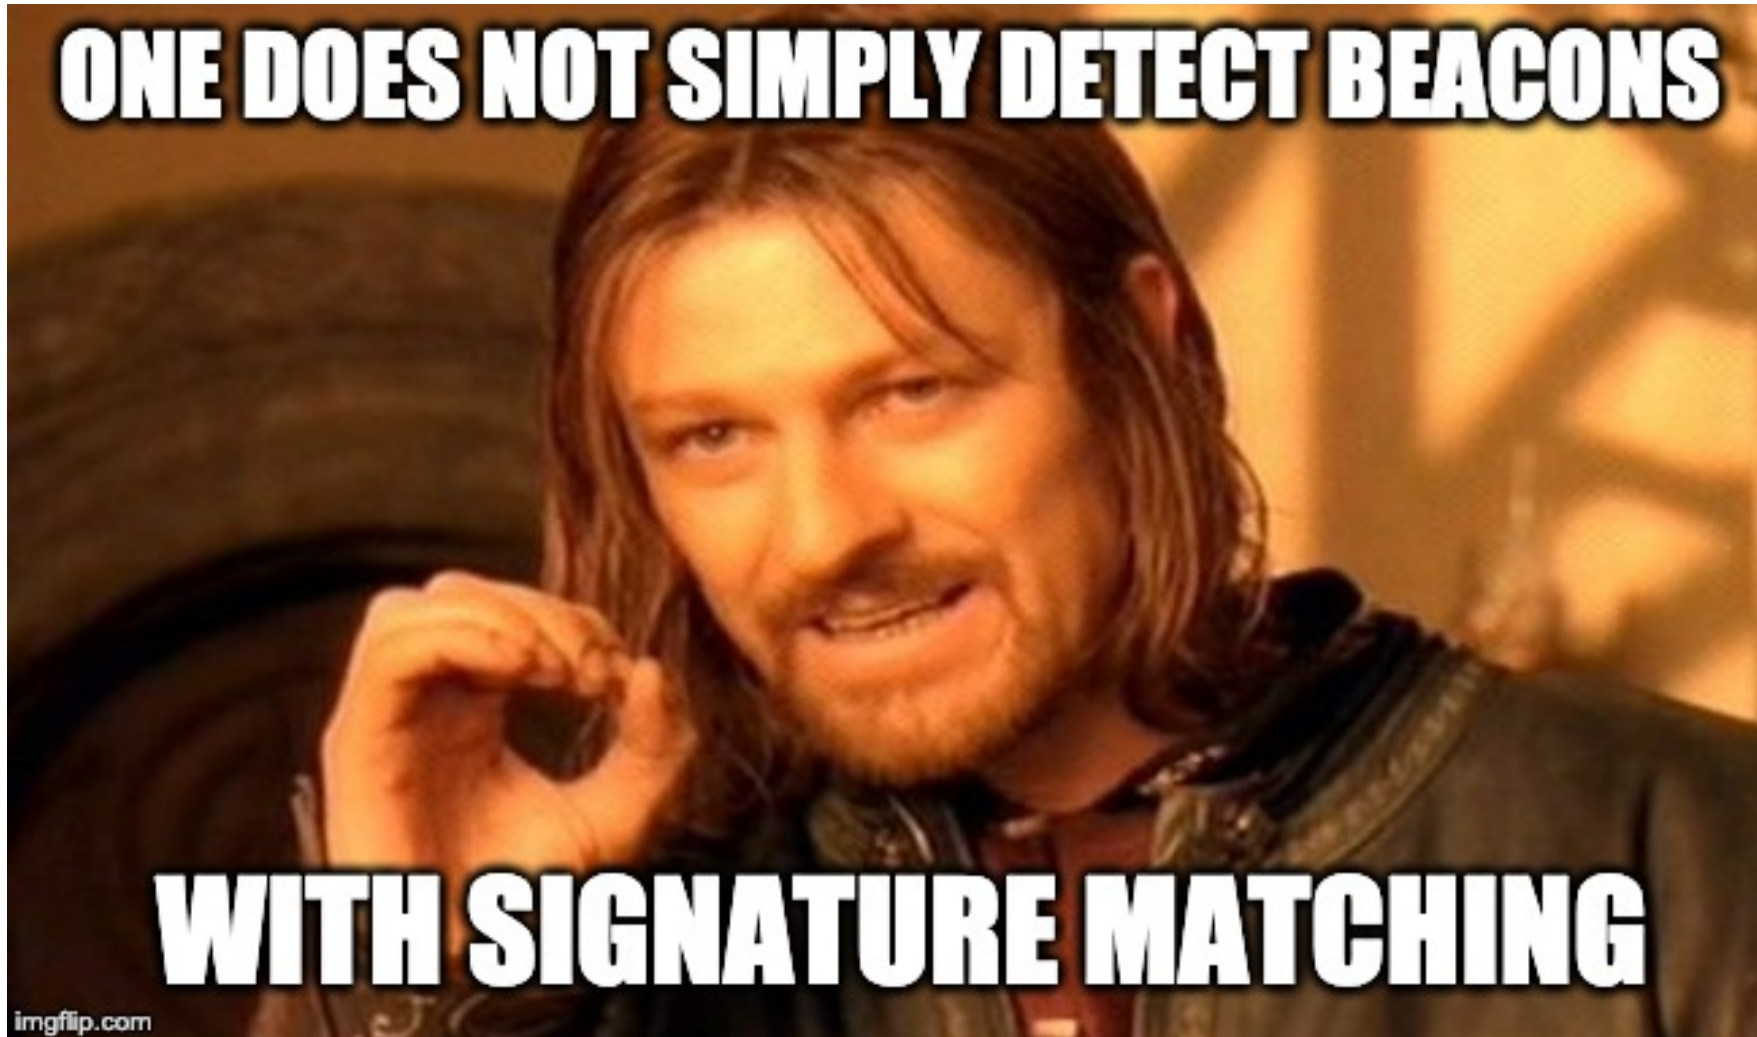 ONE DOES NOT SIMPLY DETECT BEACONS
WITH SIGNATURE MATCHING
imgflip.com